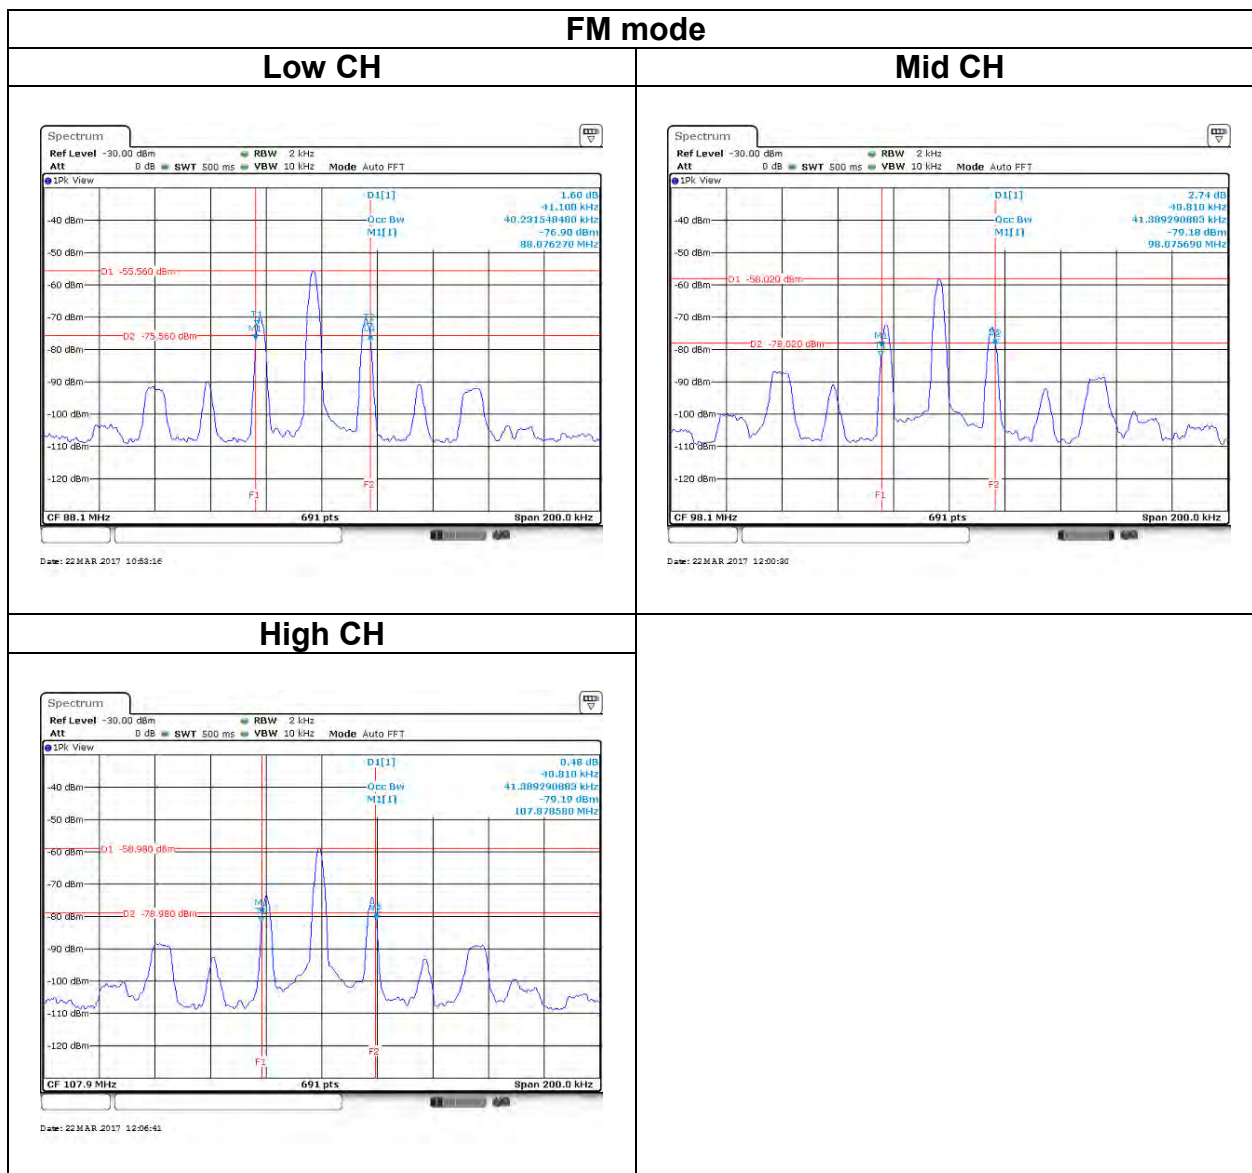 FM mode
Low CH
Mid CH
Spectrum
Ref Level -30.00 dBm RBW 2 kHz
Att 0 dB SWT 500 ms VBW 10 kHz Mode Auto FFT
1Pk View
D1[1] 1.60 dB
-41.100 kHz
Occ Bw 40.231548480 kHz
M1[1] -76.90 dBm
88.076270 MHz
-40 dBm
-50 dBm
D1 -55.560 dBm
-60 dBm
-70 dBm
T1
M1
D2 -75.560 dBm
-80 dBm
-90 dBm
-100 dBm
-110 dBm
-120 dBm
F1
F2
CF 88.1 MHz 691 pts Span 200.0 kHz
Date: 22.MAR.2017 10:53:16
Spectrum
Ref Level -30.00 dBm RBW 2 kHz
Att 0 dB SWT 500 ms VBW 10 kHz Mode Auto FFT
1Pk View
D1[1] 2.74 dB
-40.810 kHz
Occ Bw 41.389290883 kHz
M1[1] -79.18 dBm
98.075690 MHz
-40 dBm
-50 dBm
D1 -58.020 dBm
-60 dBm
-70 dBm
M1
D2 -78.020 dBm
-80 dBm
-90 dBm
-100 dBm
-110 dBm
-120 dBm
F1
F2
CF 98.1 MHz 691 pts Span 200.0 kHz
Date: 22.MAR.2017 12:00:30
High CH
Spectrum
Ref Level -30.00 dBm RBW 2 kHz
Att 0 dB SWT 500 ms VBW 10 kHz Mode Auto FFT
1Pk View
D1[1] 0.48 dB
-40.810 kHz
Occ Bw 41.389290883 kHz
M1[1] -79.19 dBm
107.878580 MHz
-40 dBm
-50 dBm
D1 -58.980 dBm
-60 dBm
-70 dBm
D2 -78.980 dBm
-80 dBm
-90 dBm
-100 dBm
-110 dBm
-120 dBm
F1
F2
CF 107.9 MHz 691 pts Span 200.0 kHz
Date: 22.MAR.2017 12:06:41